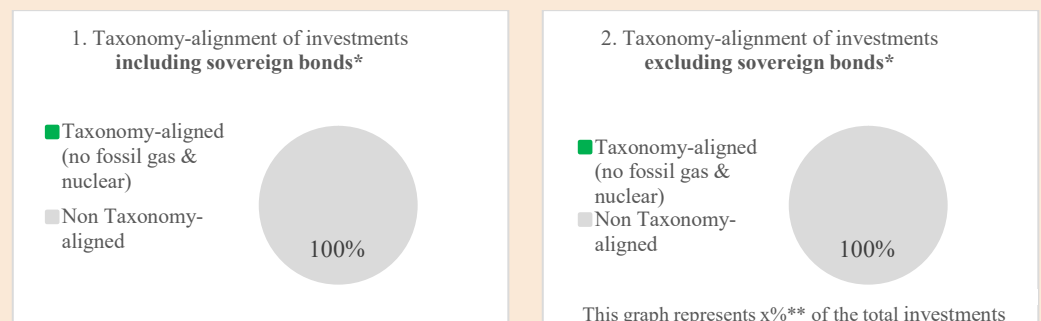 1. Taxonomy-alignment of investments
including sovereign bonds*
Taxonomy-aligned
(no fossil gas &
nuclear)
Non Taxonomy-
aligned
100%
2. Taxonomy-alignment of investments
excluding sovereign bonds*
Taxonomy-aligned
(no fossil gas &
nuclear)
Non Taxonomy-
aligned
100%
This graph represents x%** of the total investments